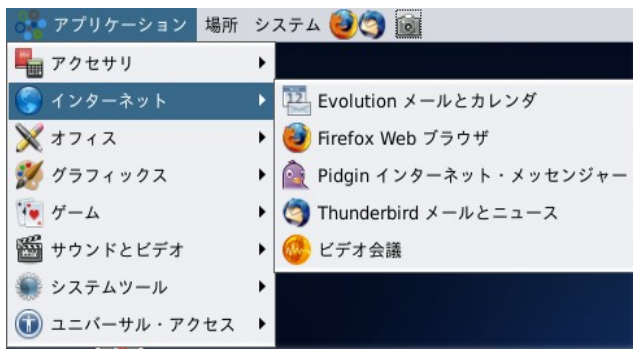 アプリケーション 場所 システム
アクセサリ
インターネット
オフィス
グラフィックス
ゲーム
サウンドとビデオ
システムツール
ユニバーサル・アクセス
12
Evolution メールとカレンダ
Firefox Web ブラウザ
Pidgin インターネット・メッセンジャー
Thunderbird メールとニュース
ビデオ会議